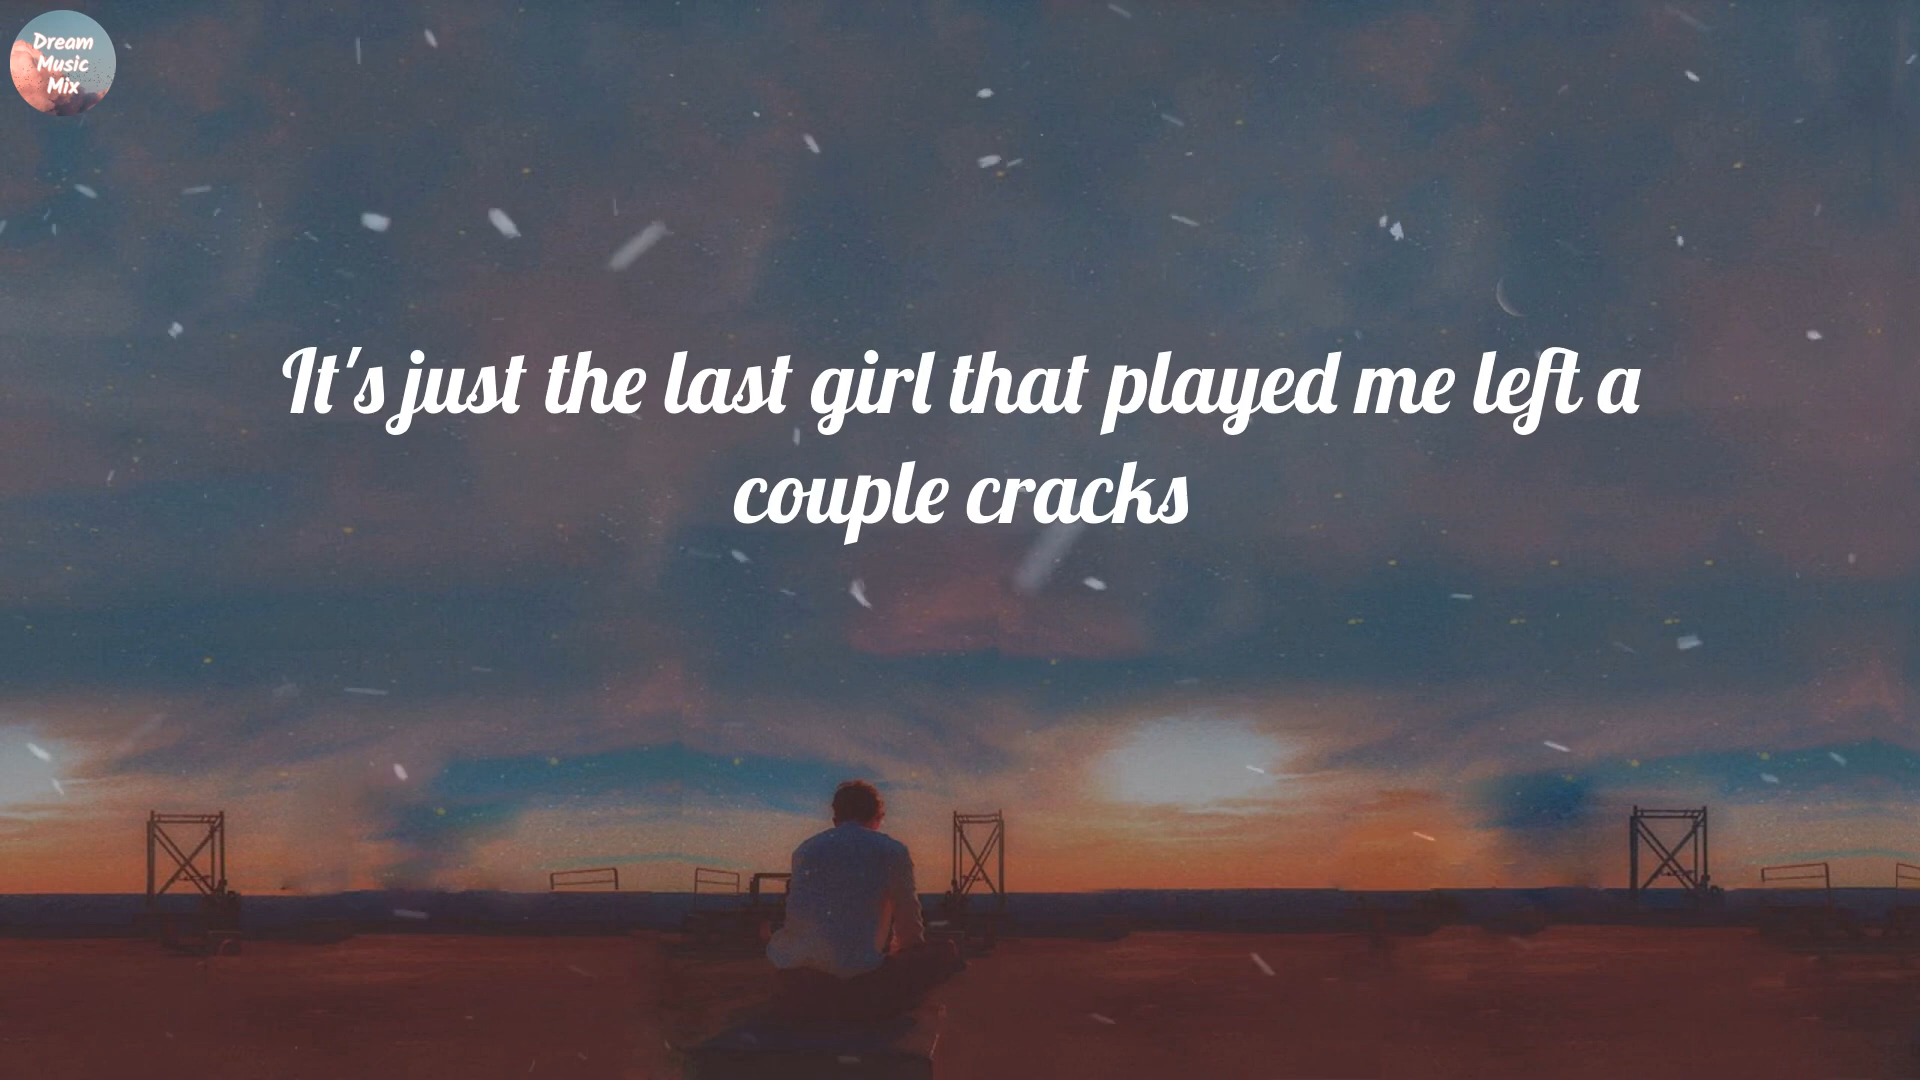 Dream
Music
Mix
It's just the last girl that played me left a
couple cracks